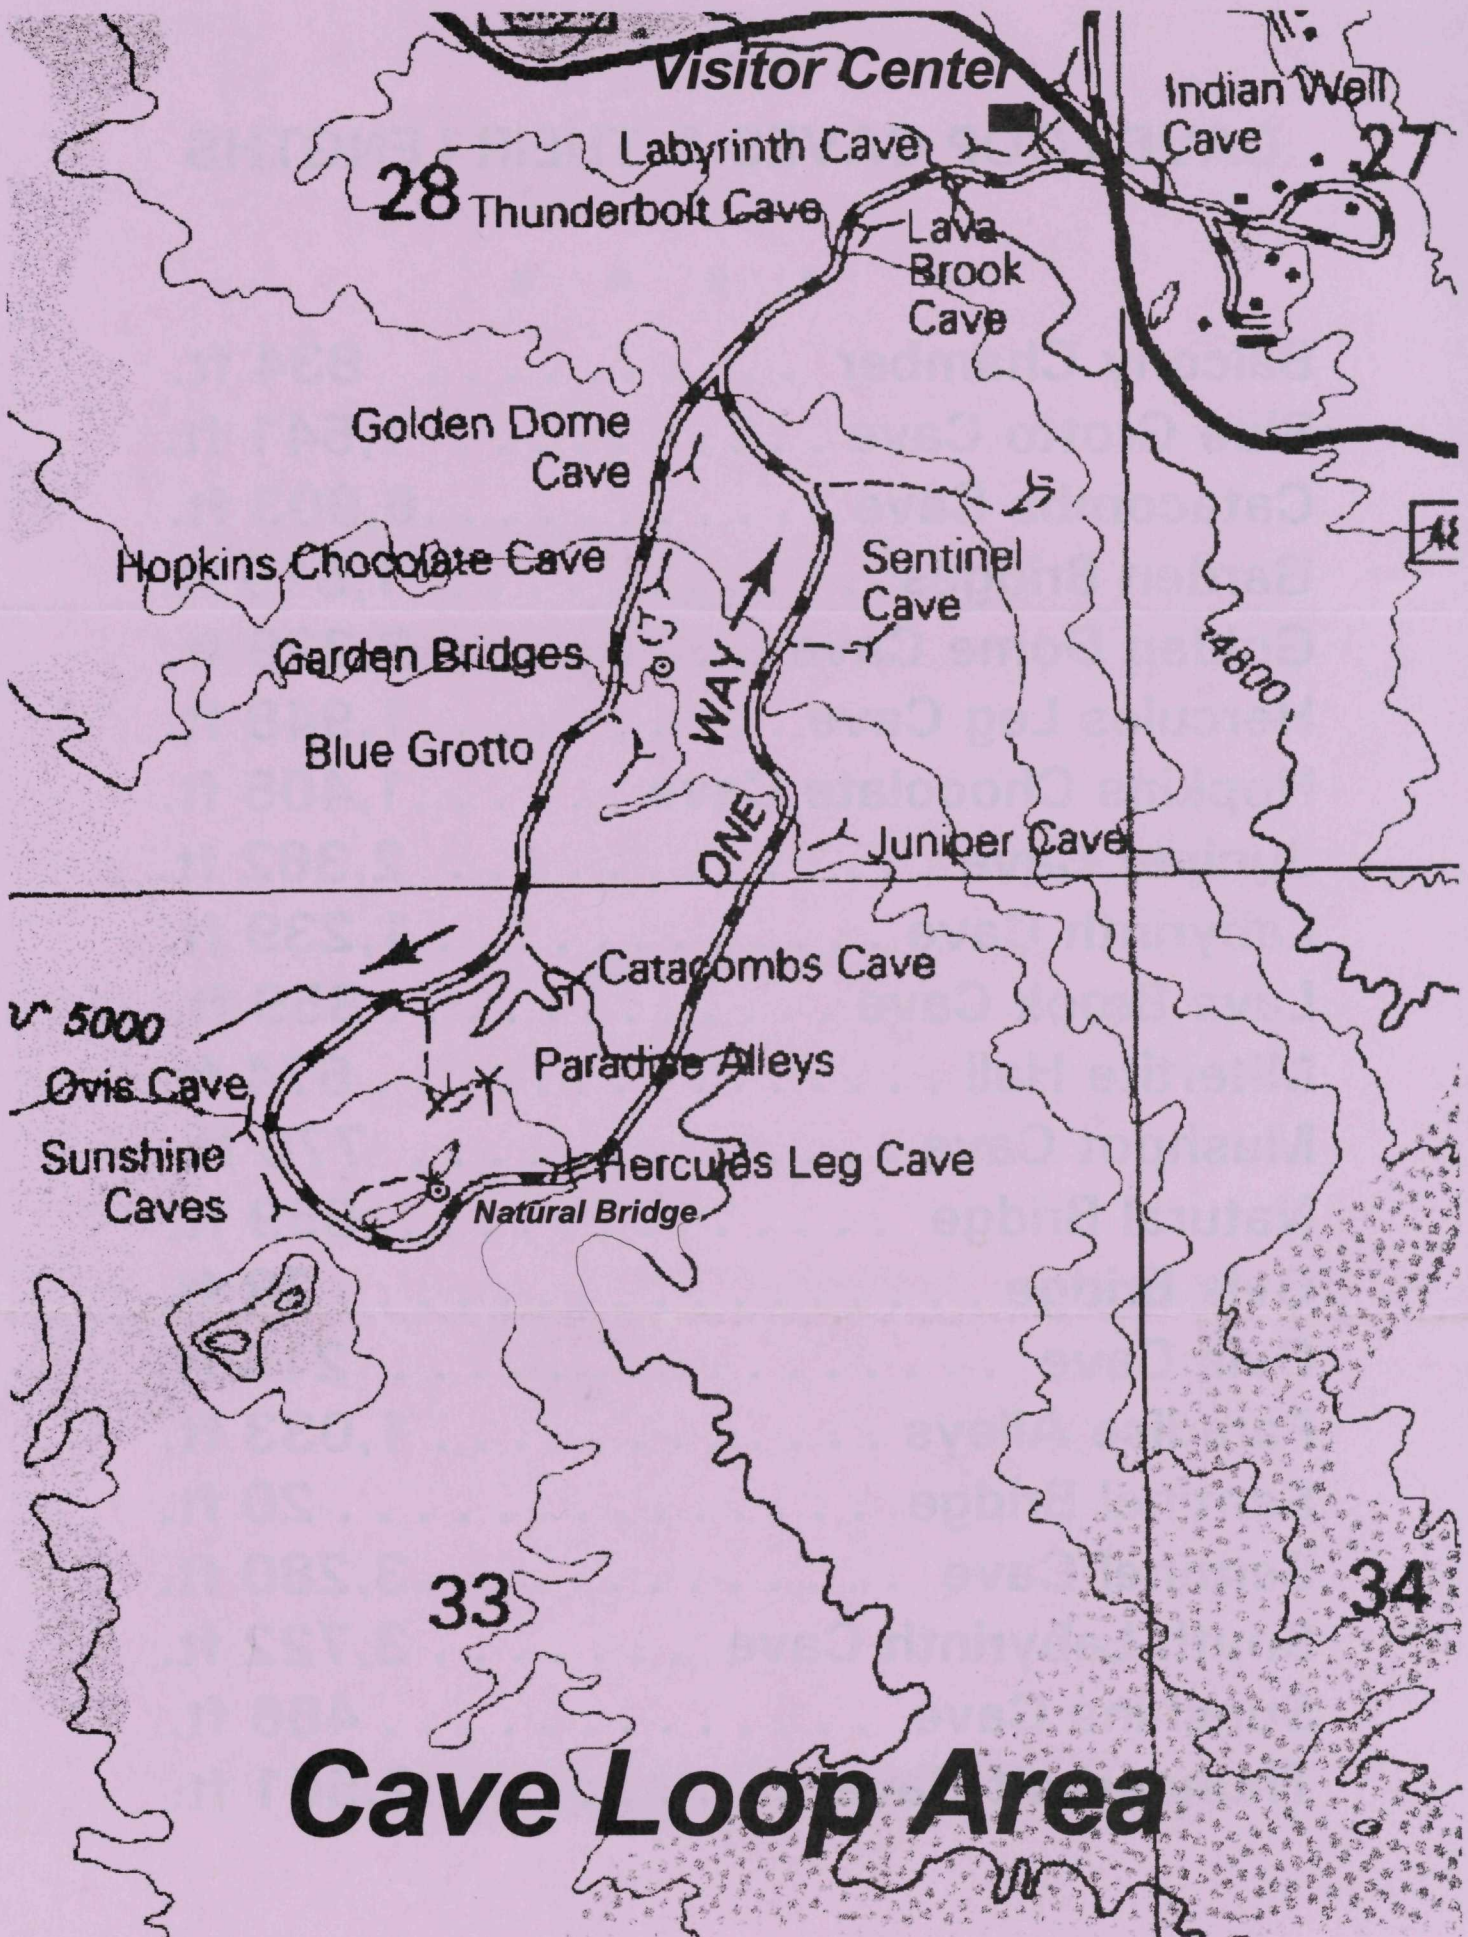 Visitor Center
Indian Well
Cave
27
Labyrinth Cave
28
Thunderbolt Cave
Lava
Brook
Cave
Golden Dome
Cave
Hopkins Chocolate Cave
Sentinel
Cave
Garden Bridges
4800
ONE WAY
Blue Grotto
Juniper Cave
Catacombs Cave
5000
Paradise Alleys
Ovis Cave
Sunshine
Caves
Hercules Leg Cave
Natural Bridge
33
34
Cave Loop Area